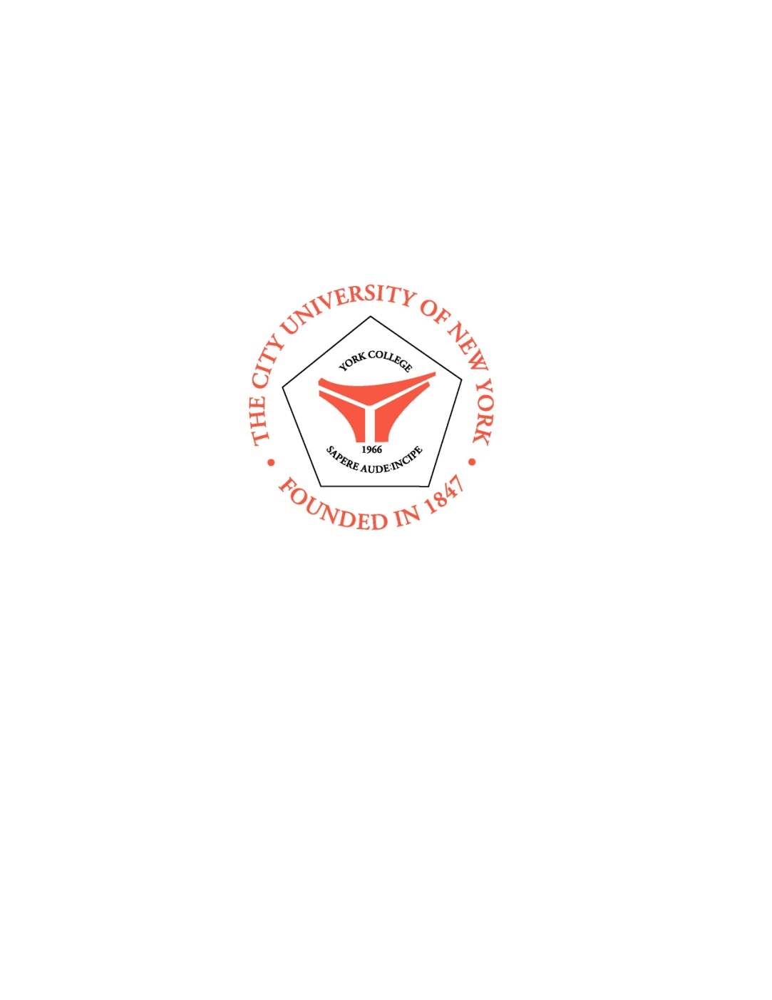 THE CITY UNIVERSITY OF NEW YORK
YORK COLLEGE
1966
SAPERE AUDE:INCIPE
• FOUNDED IN 1847 •